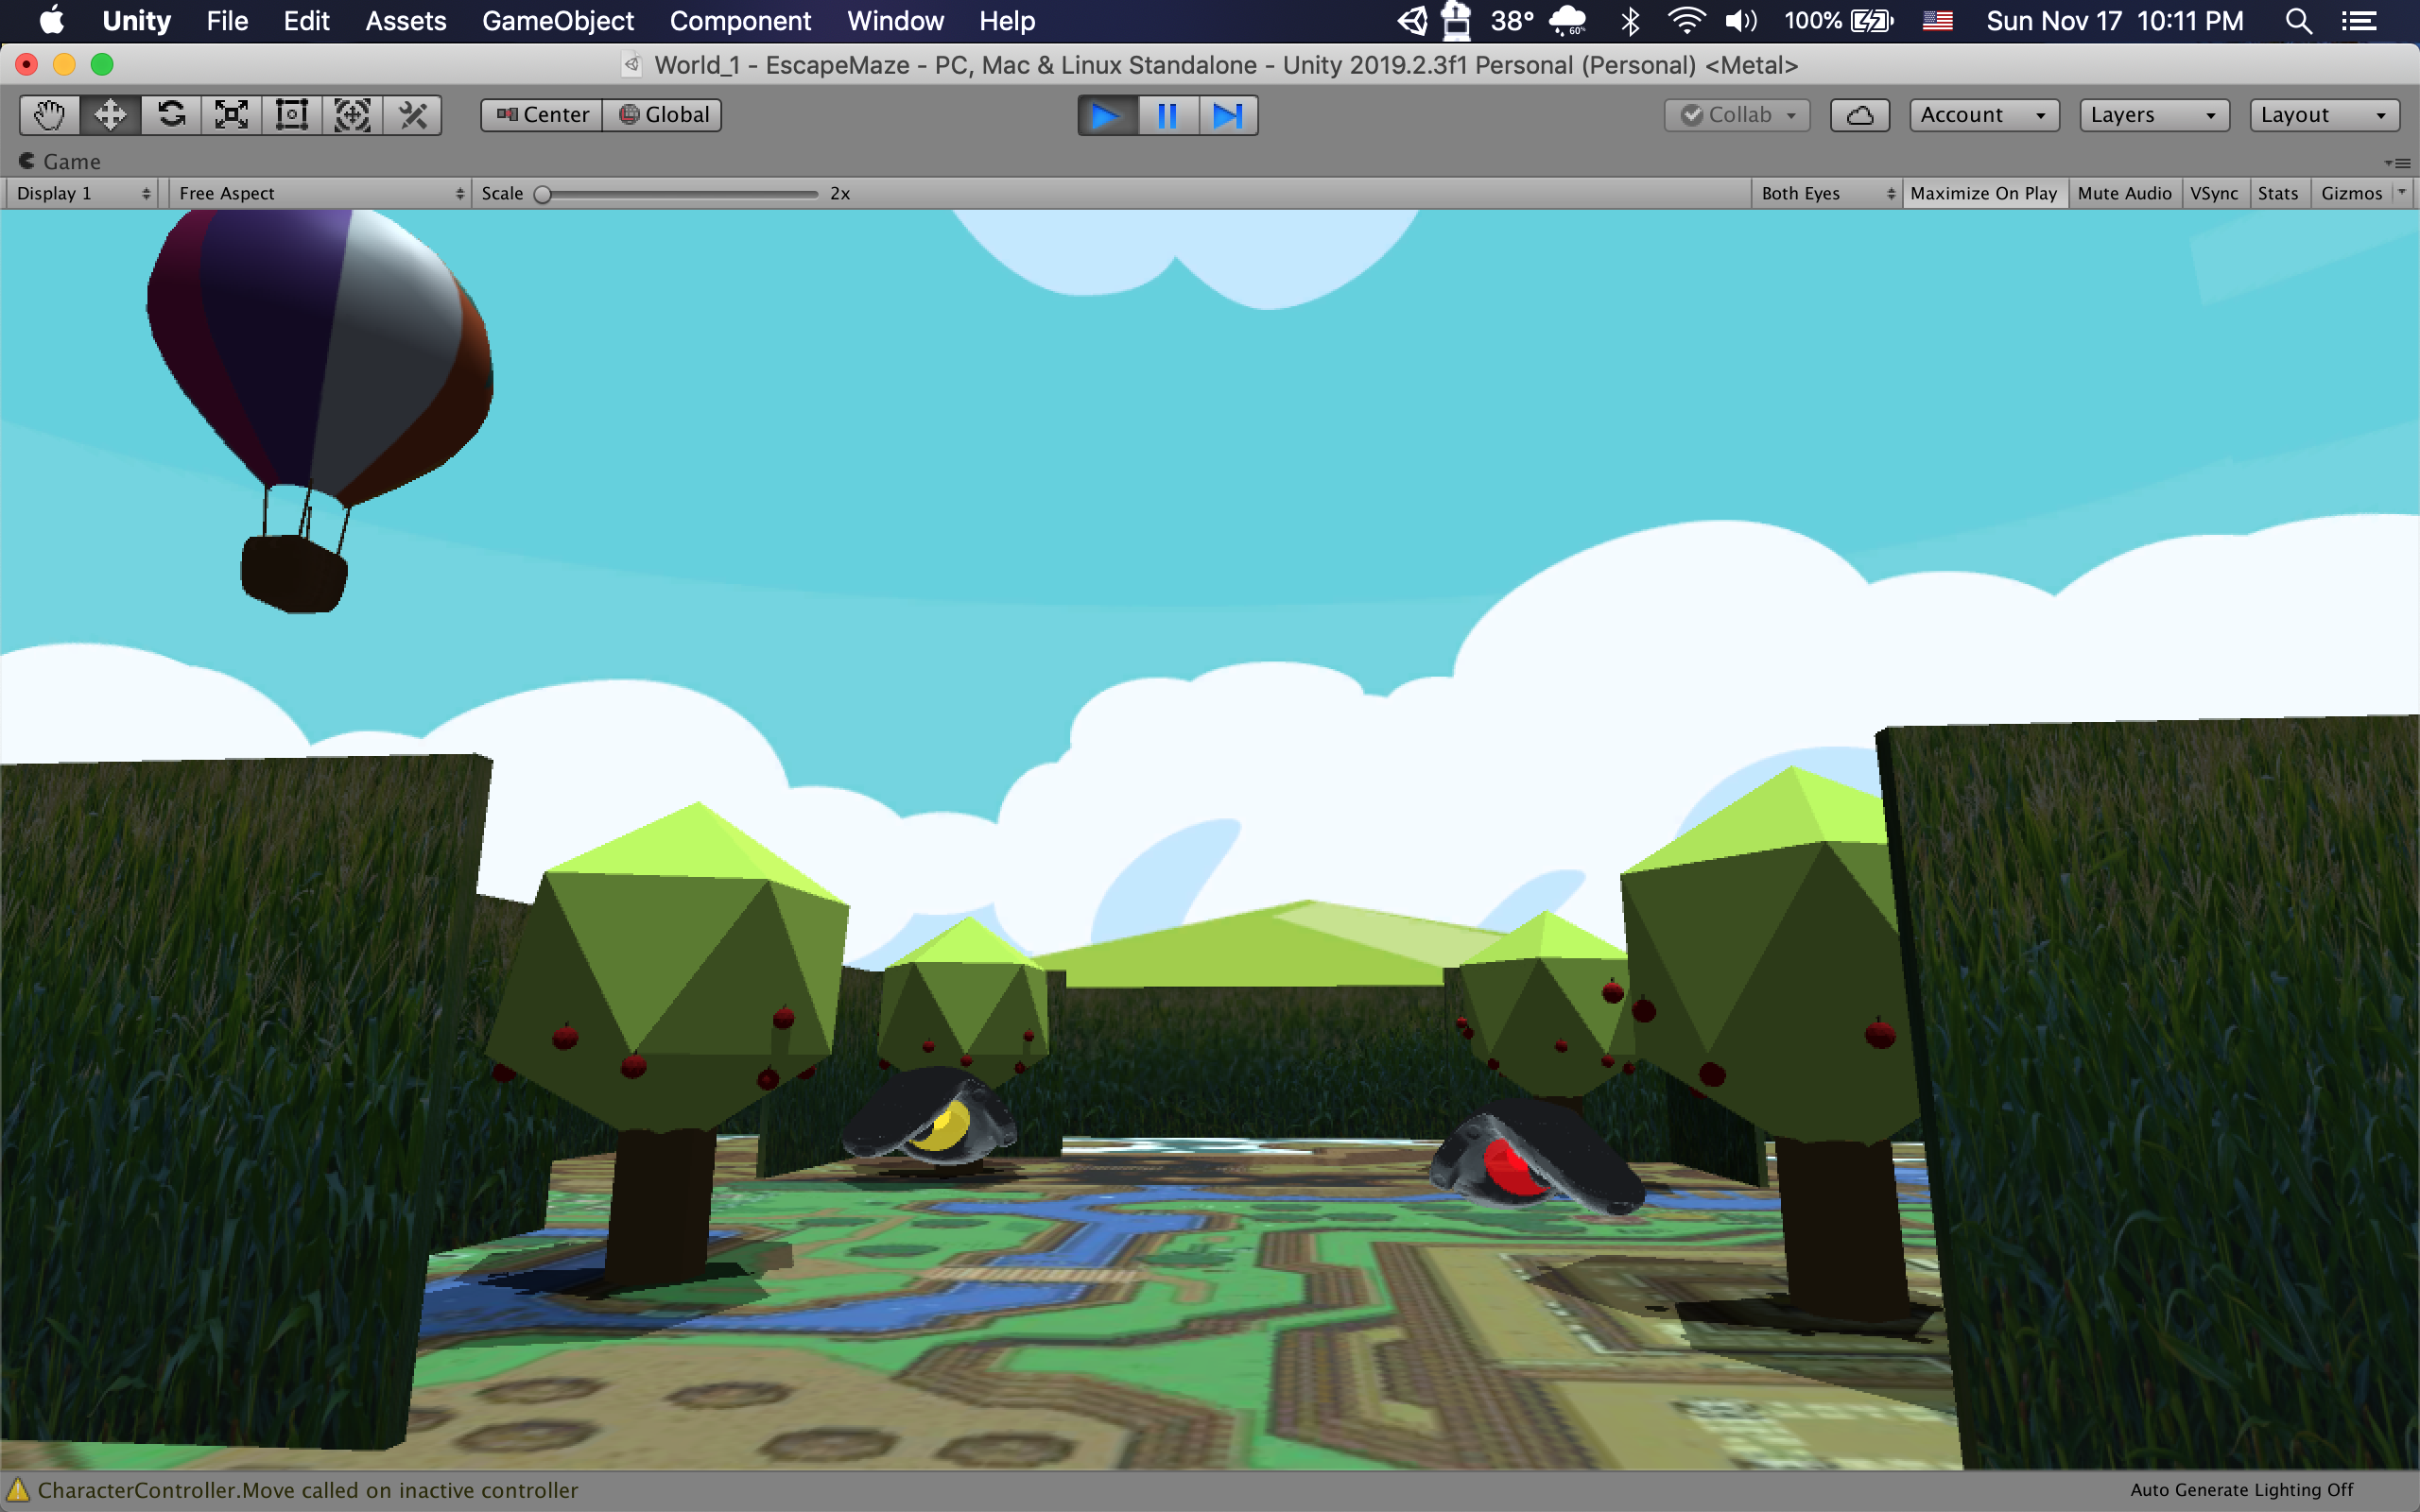 Unity File Edit Assets GameObject Component Window Help 38° 60% 100% Sun Nov 17 10:11 PM
World_1 - EscapeMaze - PC, Mac & Linux Standalone - Unity 2019.2.3f1 Personal (Personal) <Metal>
Center Global Collab Account Layers Layout
Game
Display 1 Free Aspect Scale 2x Both Eyes Maximize On Play Mute Audio VSync Stats Gizmos
CharacterController.Move called on inactive controller Auto Generate Lighting Off